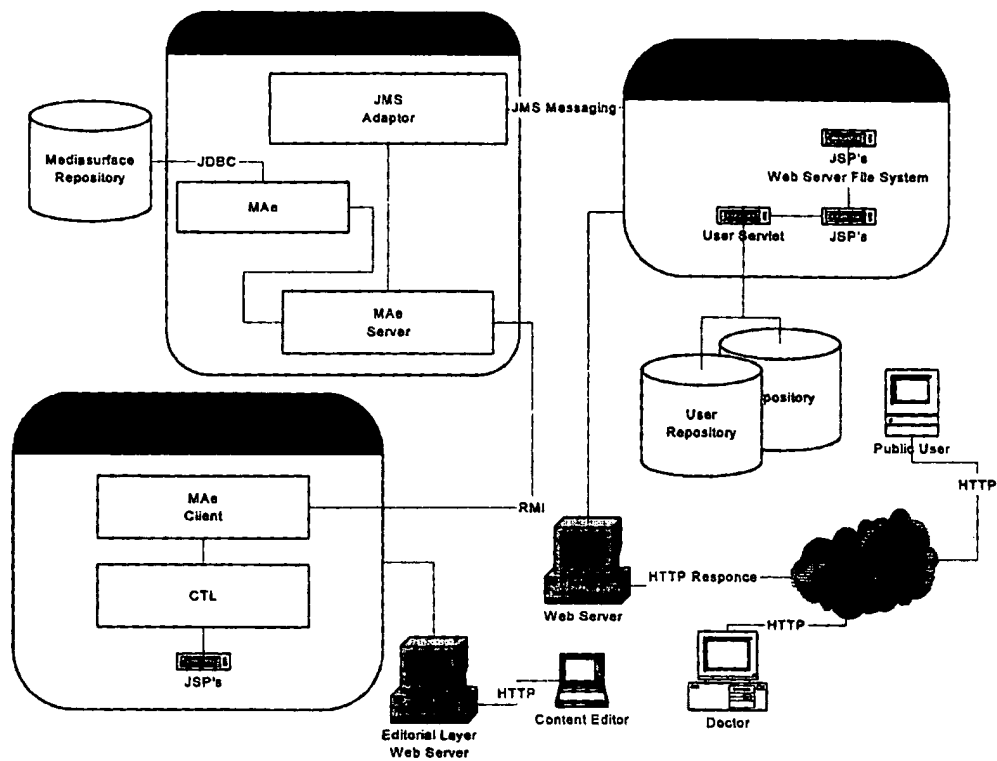 JMS
Adaptor
JMS Messaging
Mediasurface
Repository
JDBC
MAe
MAe
Server
JSP's
Web Server File System
User Servlet
JSP's
User
Repository
pository
Public User
HTTP
MAe
Client
RMI
CTL
JSP's
Web Server
HTTP Responce
HTTP
Doctor
HTTP
Content Editor
Editorial Layer
Web Server